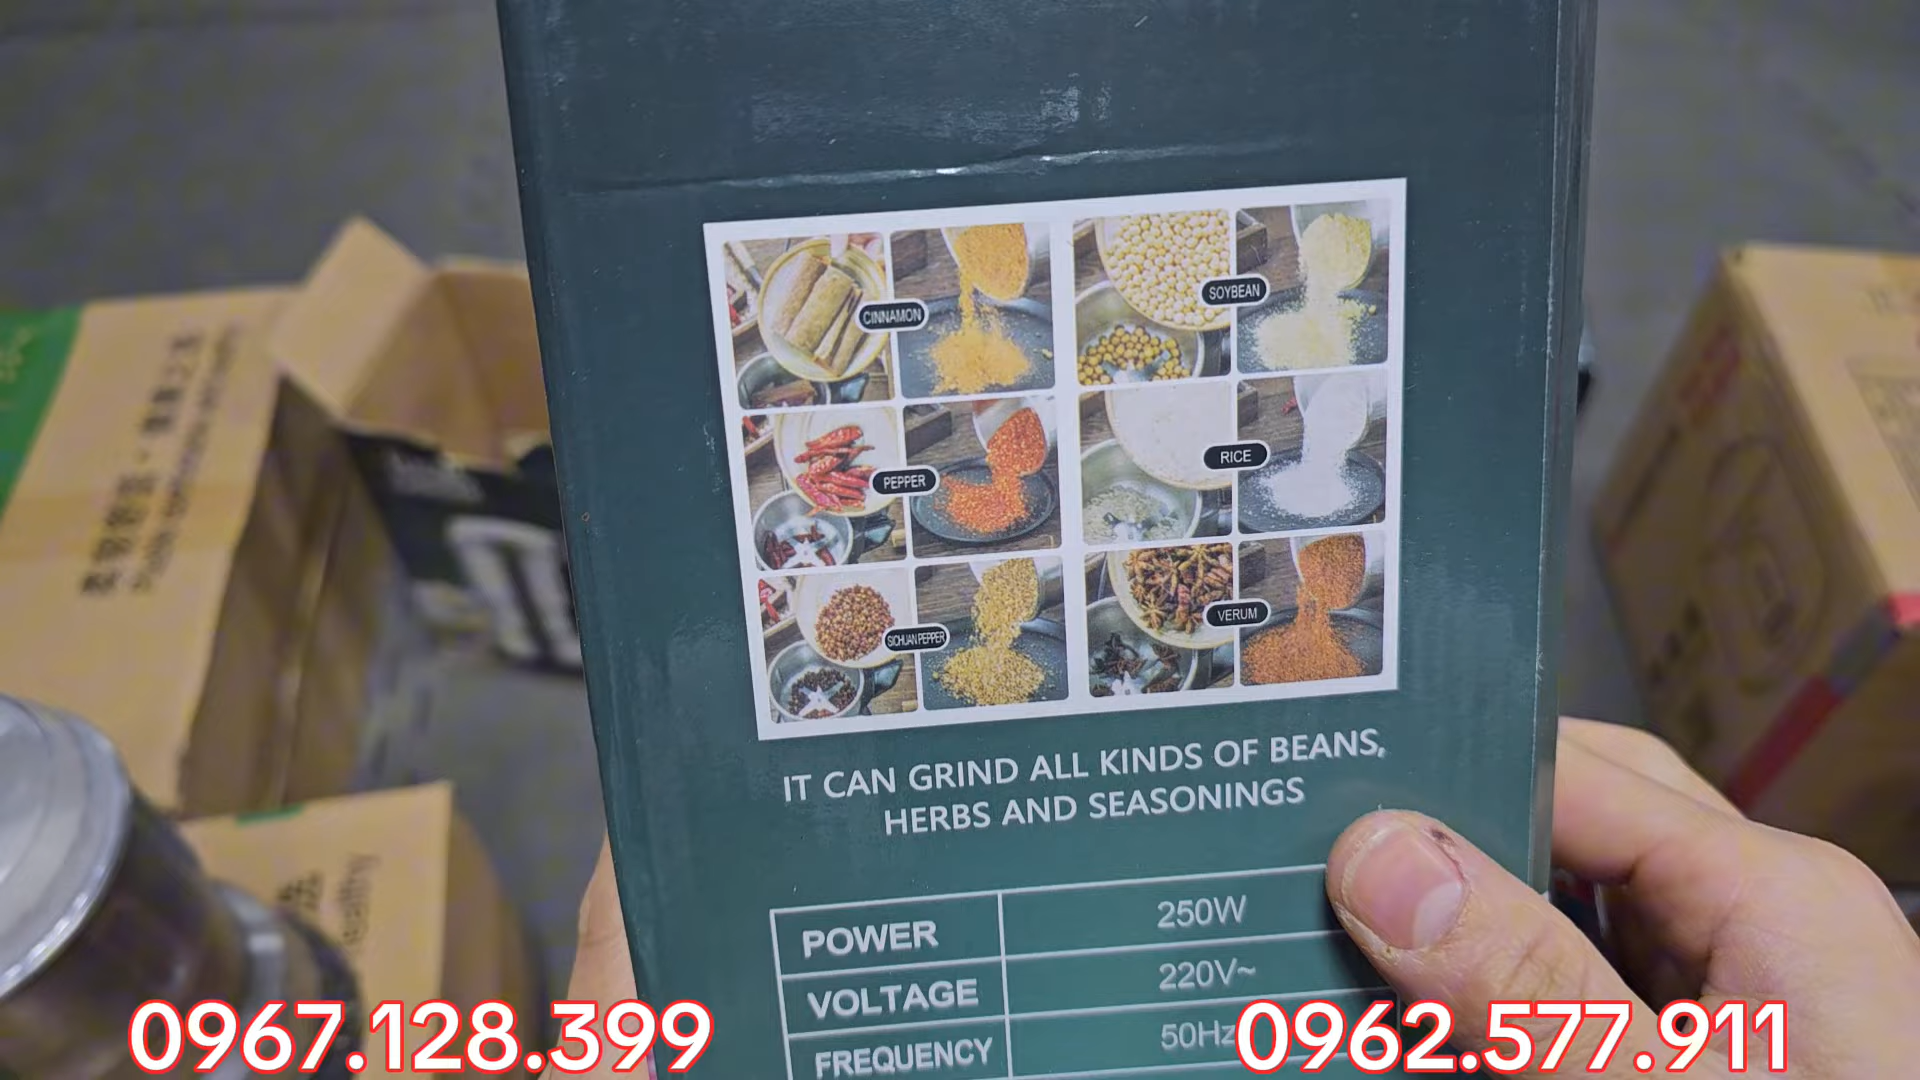 CINNAMON
SOYBEAN
PEPPER
RICE
SICHUAN PEPPER
VERUM
IT CAN GRIND ALL KINDS OF BEANS,
HERBS AND SEASONINGS
POWER 250W
VOLTAGE 220V~
FREQUENCY 50Hz
0967.128.399
0962.577.911